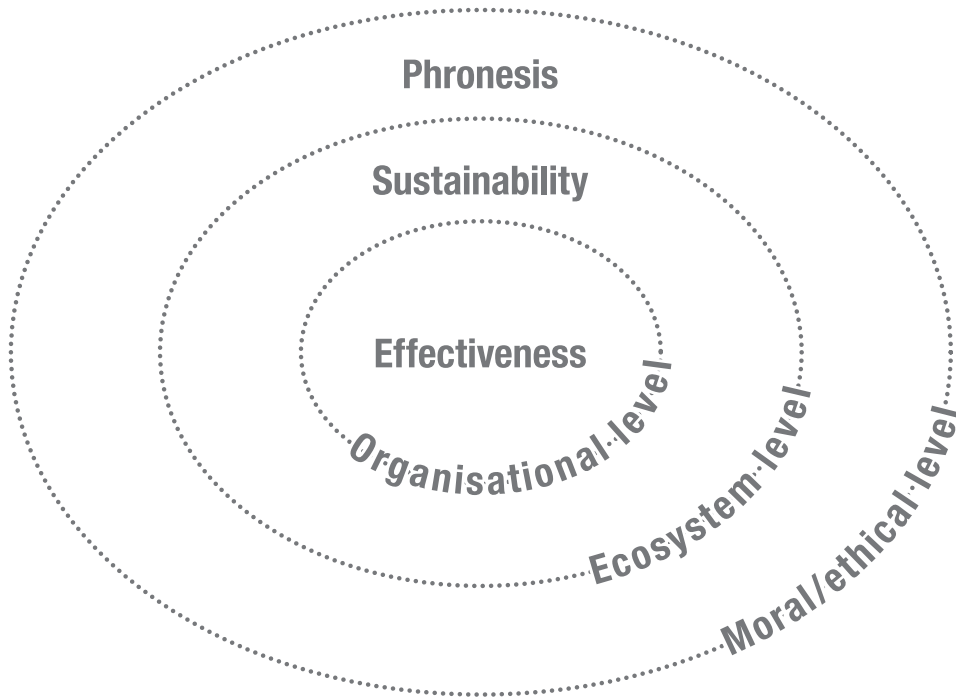 Phronesis
Sustainability
Effectiveness
Organisational level
Ecosystem level
Moral/ethical level